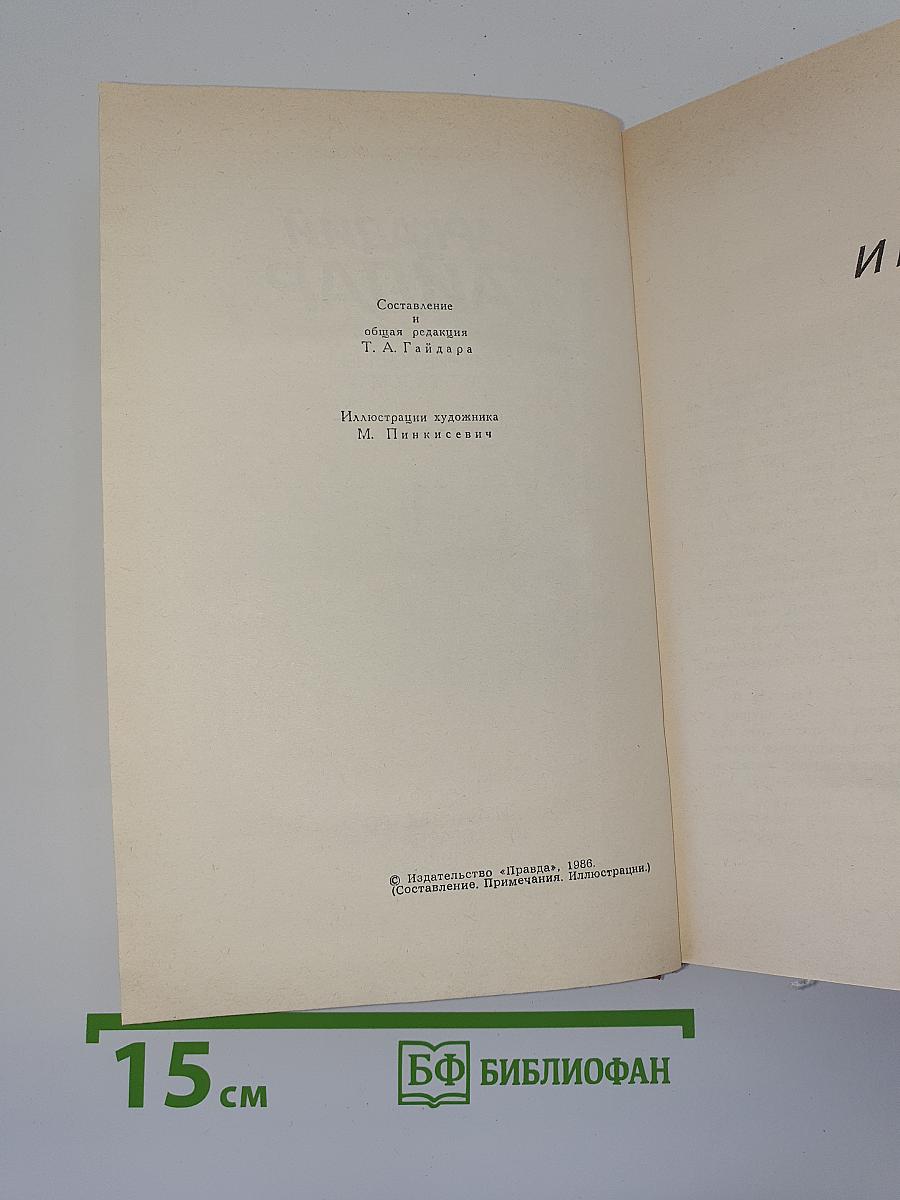 Составление
и
общая редакция
Т. А. Гайдара
Иллюстрации художника
М. Пинкисевич
© Издательство «Правда», 1986.
(Составление. Примечания. Иллюстрации.)
И
15 см
БФ БИБЛИОФАН